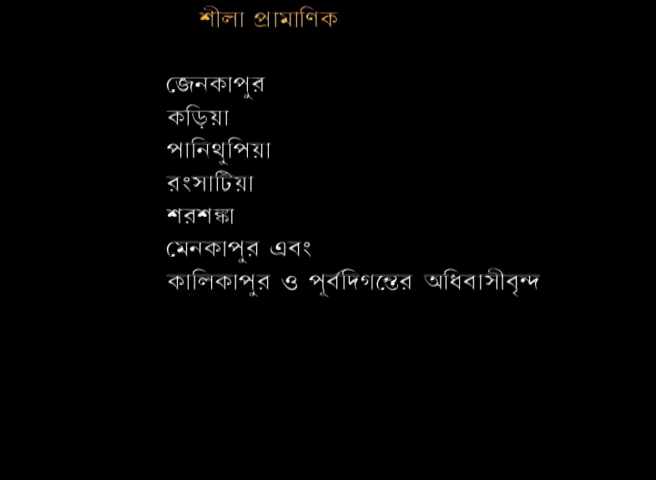 শীলা প্রামাণিক
জেনকাপুর
কড়িয়া
পানিথুপিয়া
রংসাটিয়া
শরশঙ্কা
মেনকাপুর এবং
কালিকাপুর ও পূর্বদিগন্তের অধিবাসীবৃন্দ